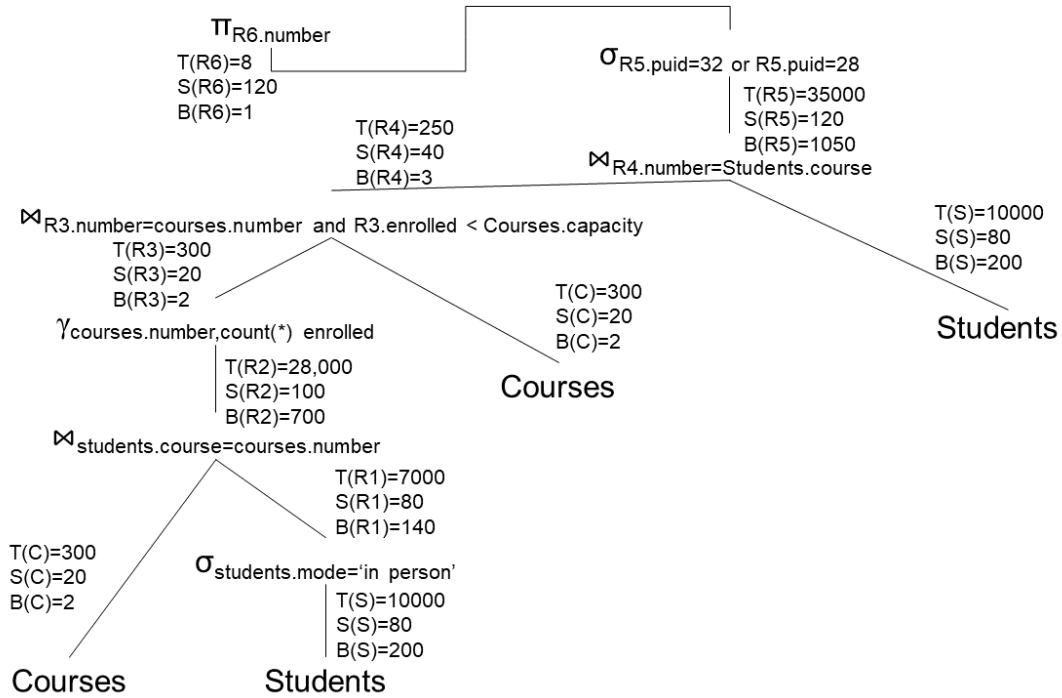 π R6.number
T(R6)=8
S(R6)=120
B(R6)=1
σ R5.puid=32 or R5.puid=28
T(R5)=35000
S(R5)=120
B(R5)=1050
T(R4)=250
S(R4)=40
B(R4)=3
⋈ R4.number=Students.course
T(S)=10000
S(S)=80
B(S)=200
Students
⋈ R3.number=courses.number and R3.enrolled < Courses.capacity
T(R3)=300
S(R3)=20
B(R3)=2
T(C)=300
S(C)=20
B(C)=2
Courses
γ courses.number,count(*) enrolled
T(R2)=28,000
S(R2)=100
B(R2)=700
⋈ students.course=courses.number
T(R1)=7000
S(R1)=80
B(R1)=140
T(C)=300
S(C)=20
B(C)=2
σ students.mode=‘in person’
T(S)=10000
S(S)=80
B(S)=200
Courses
Students